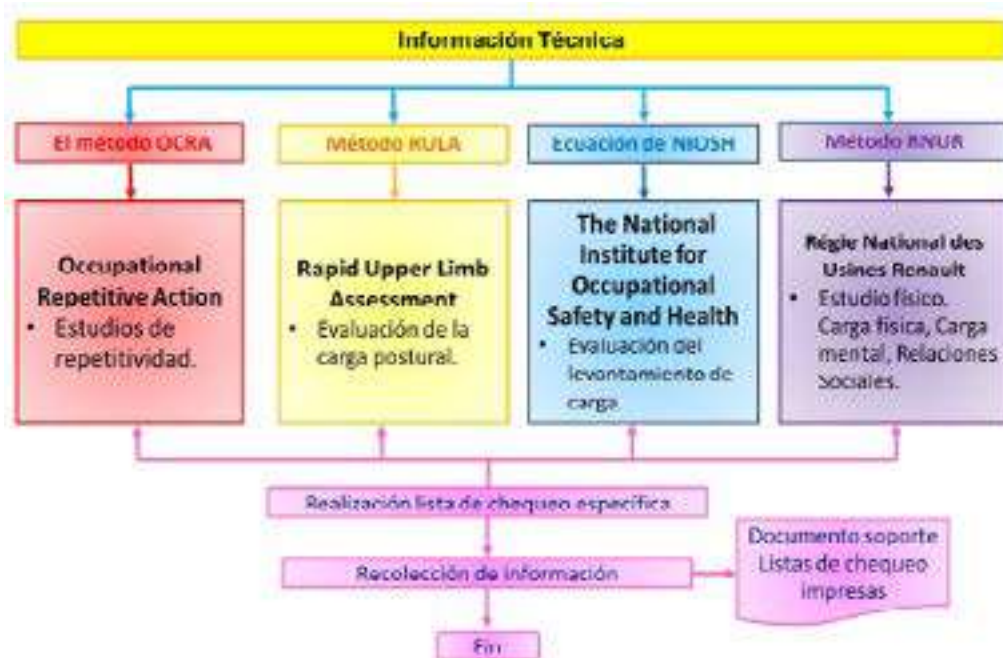 Información Técnica
El método OCRA
Método RULA
Ecuación de NIOSH
Método RNUR
Occupational
Repetitive Action
• Estudios de
repetitividad.
Rapid Upper Limb
Assessment
• Evaluación de la
carga postural.
The National
Institute for
Occupational
Safety and Health
• Evaluación del
levantamiento de
carga
Régie National des
Usines Renault
• Estudio físico.
Carga física, Carga
mental, Relaciones
Sociales.
Realización lista de chequeo específica
Recolección de información
Documento soporte
Listas de chequeo
impresas
Fin